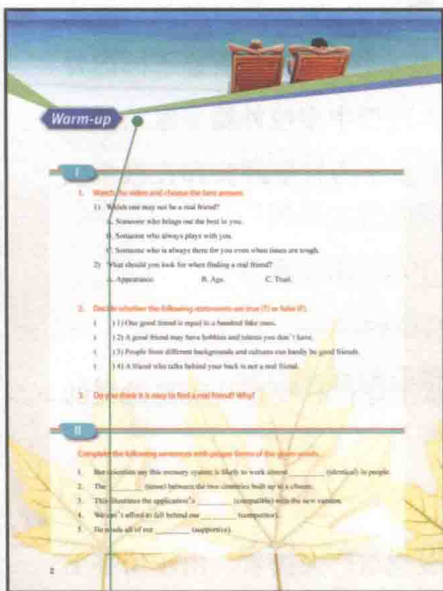 Warm-up
I
1. Watch the video and choose the best answer.
1) Which one may not be a real friend?
A. Someone who brings out the best in you.
B. Someone who always plays with you.
C. Someone who is always there for you even when times are tough.
2) What should you look for when finding a real friend?
A. Appearance. B. Age. C. Trust.
2. Decide whether the following statements are true (T) or false (F).
( ) 1) One good friend is equal to a hundred fake ones.
( ) 2) A good friend may have hobbies and talents you don't have.
( ) 3) People from different backgrounds and cultures can hardly be good friends.
( ) 4) A friend who talks behind your back is not a real friend.
3. Do you think it is easy to find a real friend? Why?
II
Complete the following sentences with proper forms of the given words.
1. But scientists say this memory system is likely to work almost ________ (identical) in people.
2. The ________ (tense) between the two countries built up to a climax.
3. This illustrates the application's ________ (compatible) with the new version.
4. We can't afford to fall behind our ________ (competitor).
5. He needs all of our ________ (supportive).
2